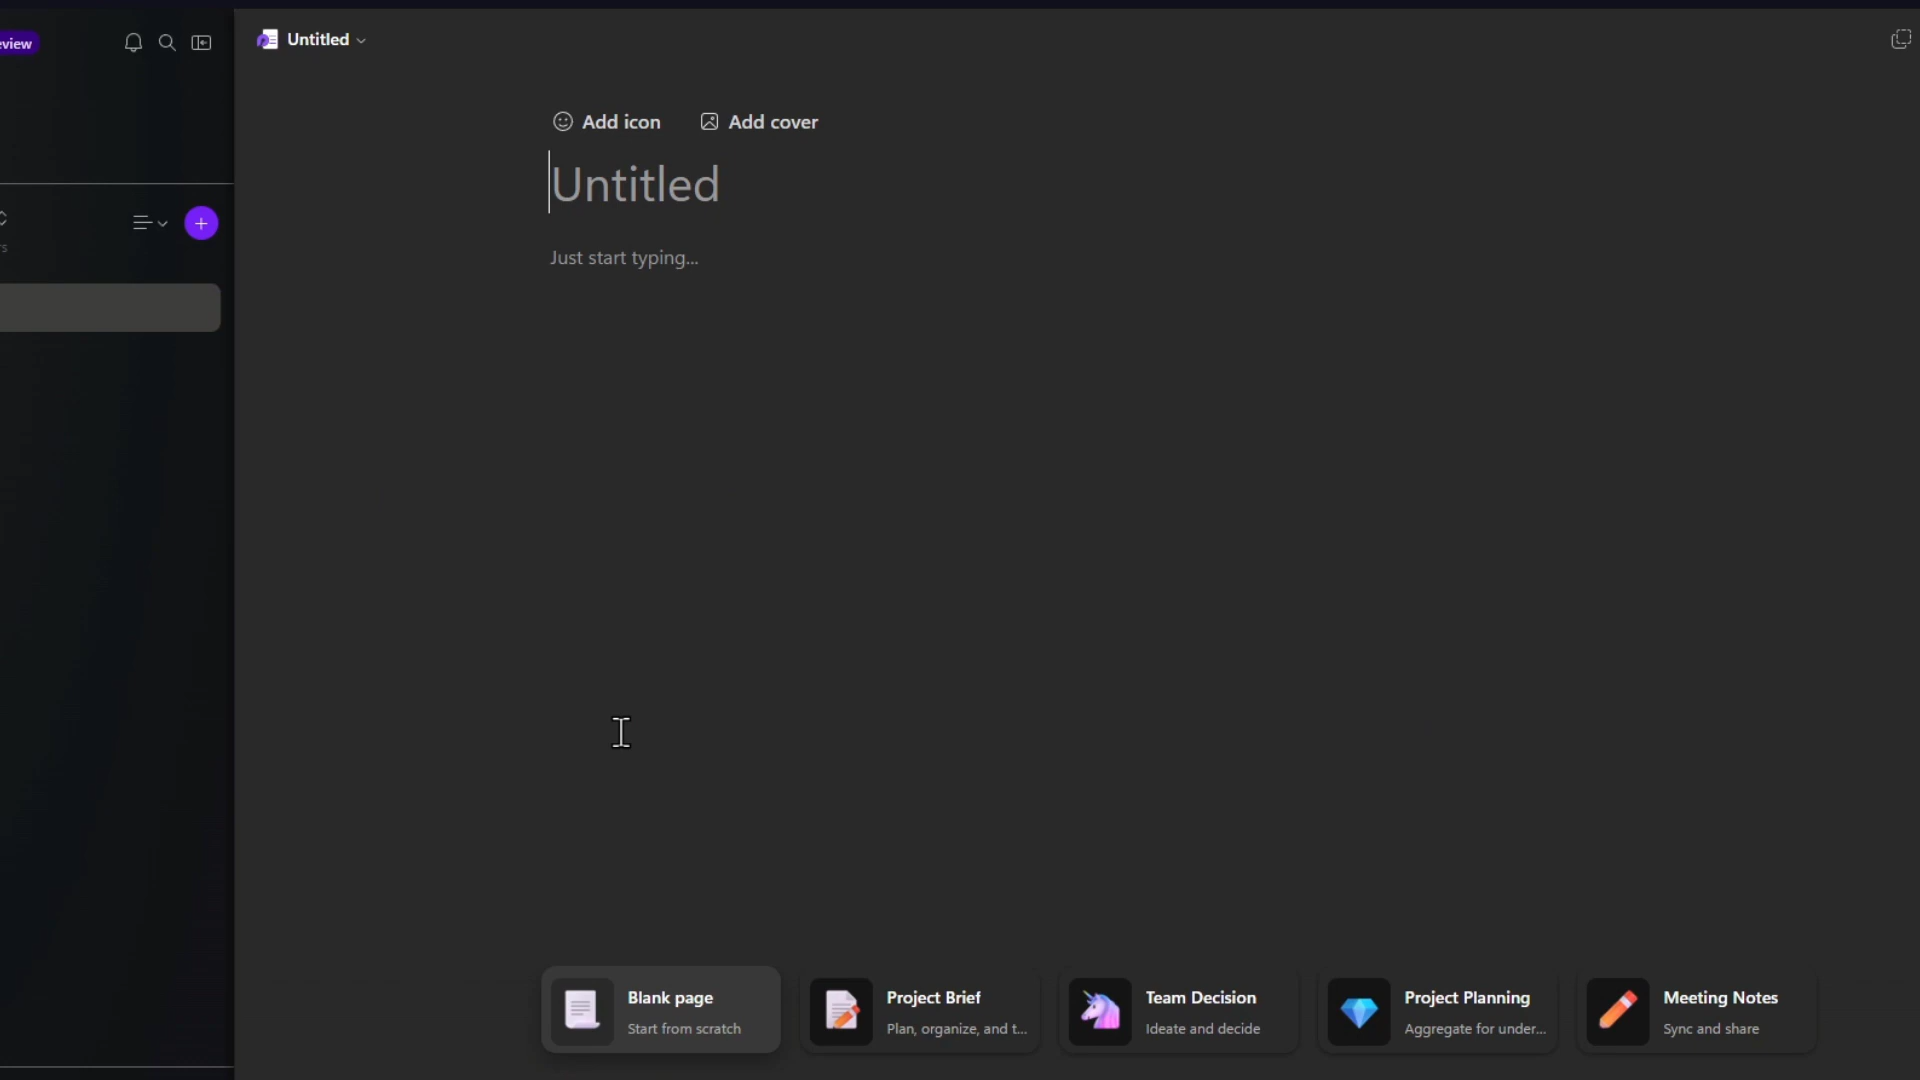 Untitled
Add icon
Add cover
Untitled
Just start typing...
Blank page
Start from scratch
Project Brief
Plan, organize, and t...
Team Decision
Ideate and decide
Project Planning
Aggregate for under...
Meeting Notes
Sync and share